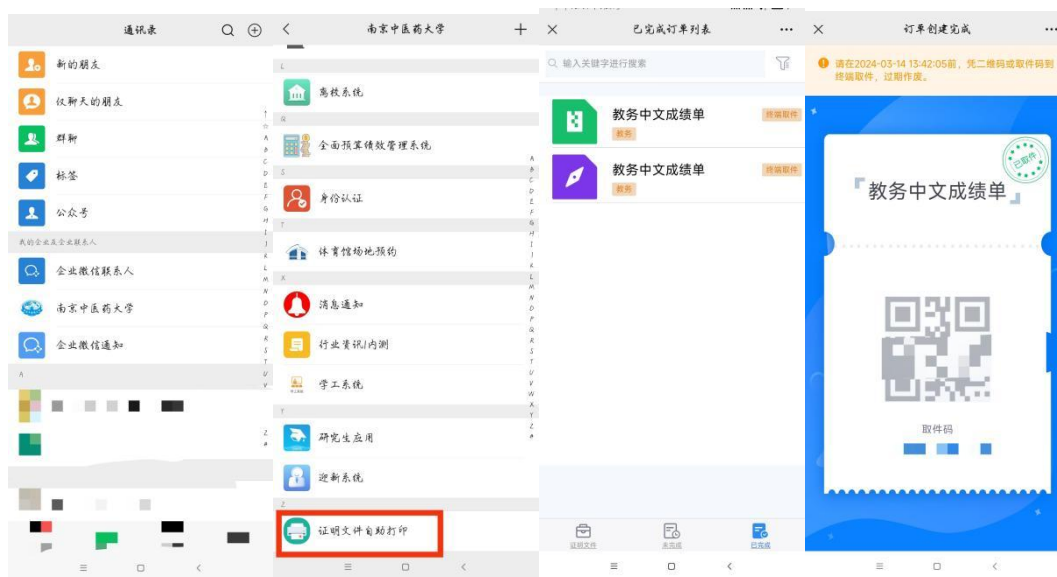 通讯录
新的朋友
仅聊天的朋友
群聊
标签
公众号
我的企业及企业联系人
企业微信联系人
南京中医药大学
企业微信通知
A
南京中医药大学
L
离校系统
Q
全面预算绩效管理系统
S
身份认证
T
体育馆场地预约
X
消息通知
行业资讯/内测
学工系统
Y
研究生应用
迎新系统
Z
证明文件自助打印
已完成订单列表
输入关键字进行搜索
教务中文成绩单
终端取件
教务
教务中文成绩单
终端取件
教务
证明文件
未完成
已完成
订单创建完成
请在2024-03-14 13:42:05前，凭二维码或取件码到
终端取件，过期作废。
已取件
「教务中文成绩单」
取件码